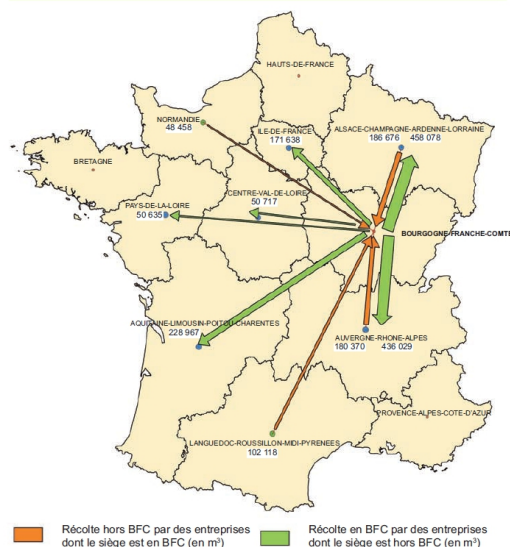 HAUTS-DE-FRANCE
NORMANDIE
48 458
ILE-DE-FRANCE
171 638
ALSACE-CHAMPAGNE-ARDENNE-LORRAINE
186 676 458 078
BRETAGNE
PAYS-DE-LA-LOIRE
50 635
CENTRE-VAL-DE-LOIRE
50 717
BOURGOGNE-FRANCHE-COMTE
AQUITAINE-LIMOUSIN-POITOU-CHARENTES
228 967
AUVERGNE-RHONE-ALPES
180 370 436 029
PROVENCE-ALPES-COTE-D'AZUR
LANGUEDOC-ROUSSILLON-MIDI-PYRENEES
102 118
Récolte hors BFC par des entreprises
dont le siège est en BFC (en m³)
Récolte en BFC par des entreprises
dont le siège est hors BFC (en m³)